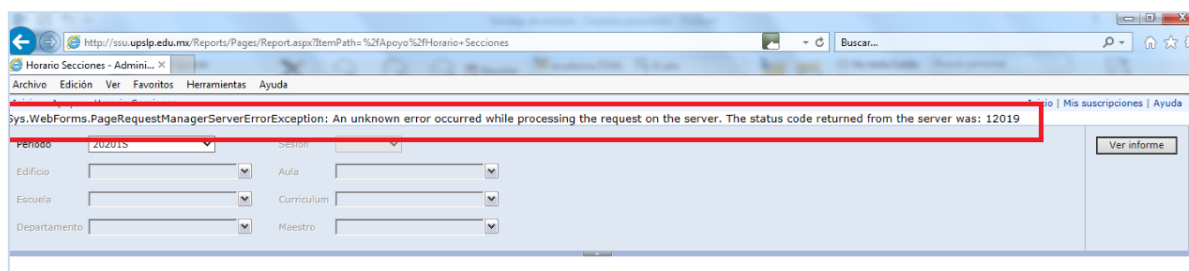 http://ssu.upslp.edu.mx/Reports/Pages/Report.aspx?ItemPath=%2fApoyo%2fHorario+Secciones
Buscar...
Horario Secciones - Admini...
Archivo Edición Ver Favoritos Herramientas Ayuda
Inicio | Mis suscripciones | Ayuda
Sys.WebForms.PageRequestManagerServerErrorException: An unknown error occurred while processing the request on the server. The status code returned from the server was: 12019
Periodo 20201S Sesion Ver informe
Edificio Aula
Escuela Curriculum
Departamento Maestro